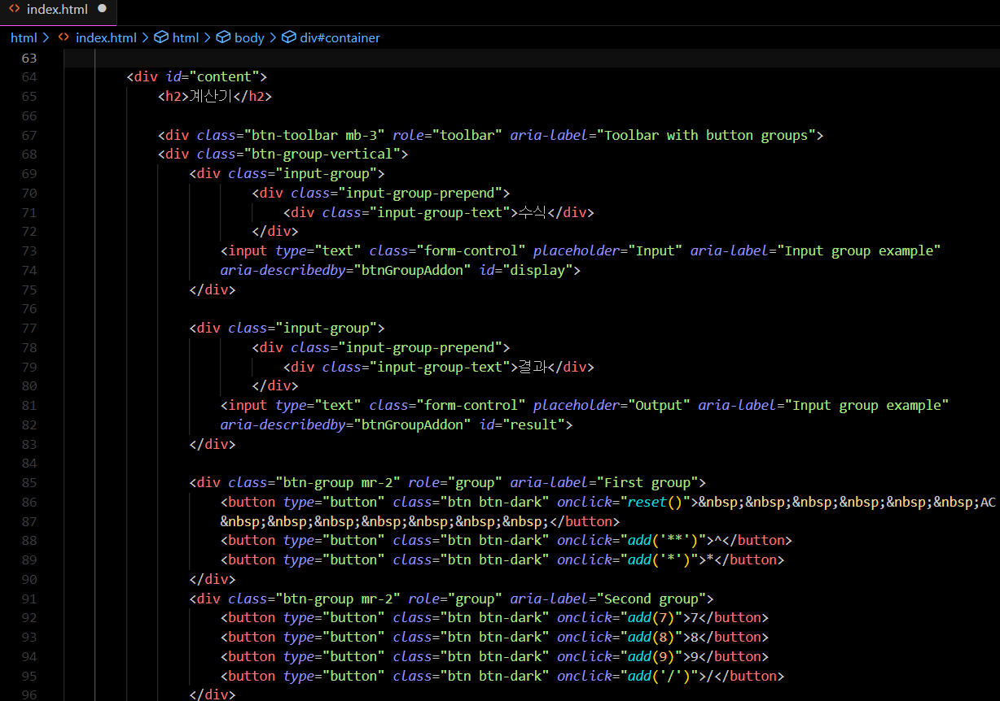 index.html
html > index.html > html > body > div#container
63
64 <div id="content">
65 <h2>계산기</h2>
66
67 <div class="btn-toolbar mb-3" role="toolbar" aria-label="Toolbar with button groups">
68 <div class="btn-group-vertical">
69 <div class="input-group">
70 <div class="input-group-prepend">
71 <div class="input-group-text">수식</div>
72 </div>
73 <input type="text" class="form-control" placeholder="Input" aria-label="Input group example"
74 aria-describedby="btnGroupAddon" id="display">
75 </div>
76
77 <div class="input-group">
78 <div class="input-group-prepend">
79 <div class="input-group-text">결과</div>
80 </div>
81 <input type="text" class="form-control" placeholder="Output" aria-label="Input group example"
82 aria-describedby="btnGroupAddon" id="result">
83 </div>
84
85 <div class="btn-group mr-2" role="group" aria-label="First group">
86 <button type="button" class="btn btn-dark" onclick="reset()">&nbsp;&nbsp;&nbsp;&nbsp;&nbsp;&nbsp;AC
87 &nbsp;&nbsp;&nbsp;&nbsp;&nbsp;&nbsp;&nbsp;</button>
88 <button type="button" class="btn btn-dark" onclick="add('**')">^</button>
89 <button type="button" class="btn btn-dark" onclick="add('*')">*</button>
90 </div>
91 <div class="btn-group mr-2" role="group" aria-label="Second group">
92 <button type="button" class="btn btn-dark" onclick="add(7)">7</button>
93 <button type="button" class="btn btn-dark" onclick="add(8)">8</button>
94 <button type="button" class="btn btn-dark" onclick="add(9)">9</button>
95 <button type="button" class="btn btn-dark" onclick="add('/')">/</button>
96 </div>